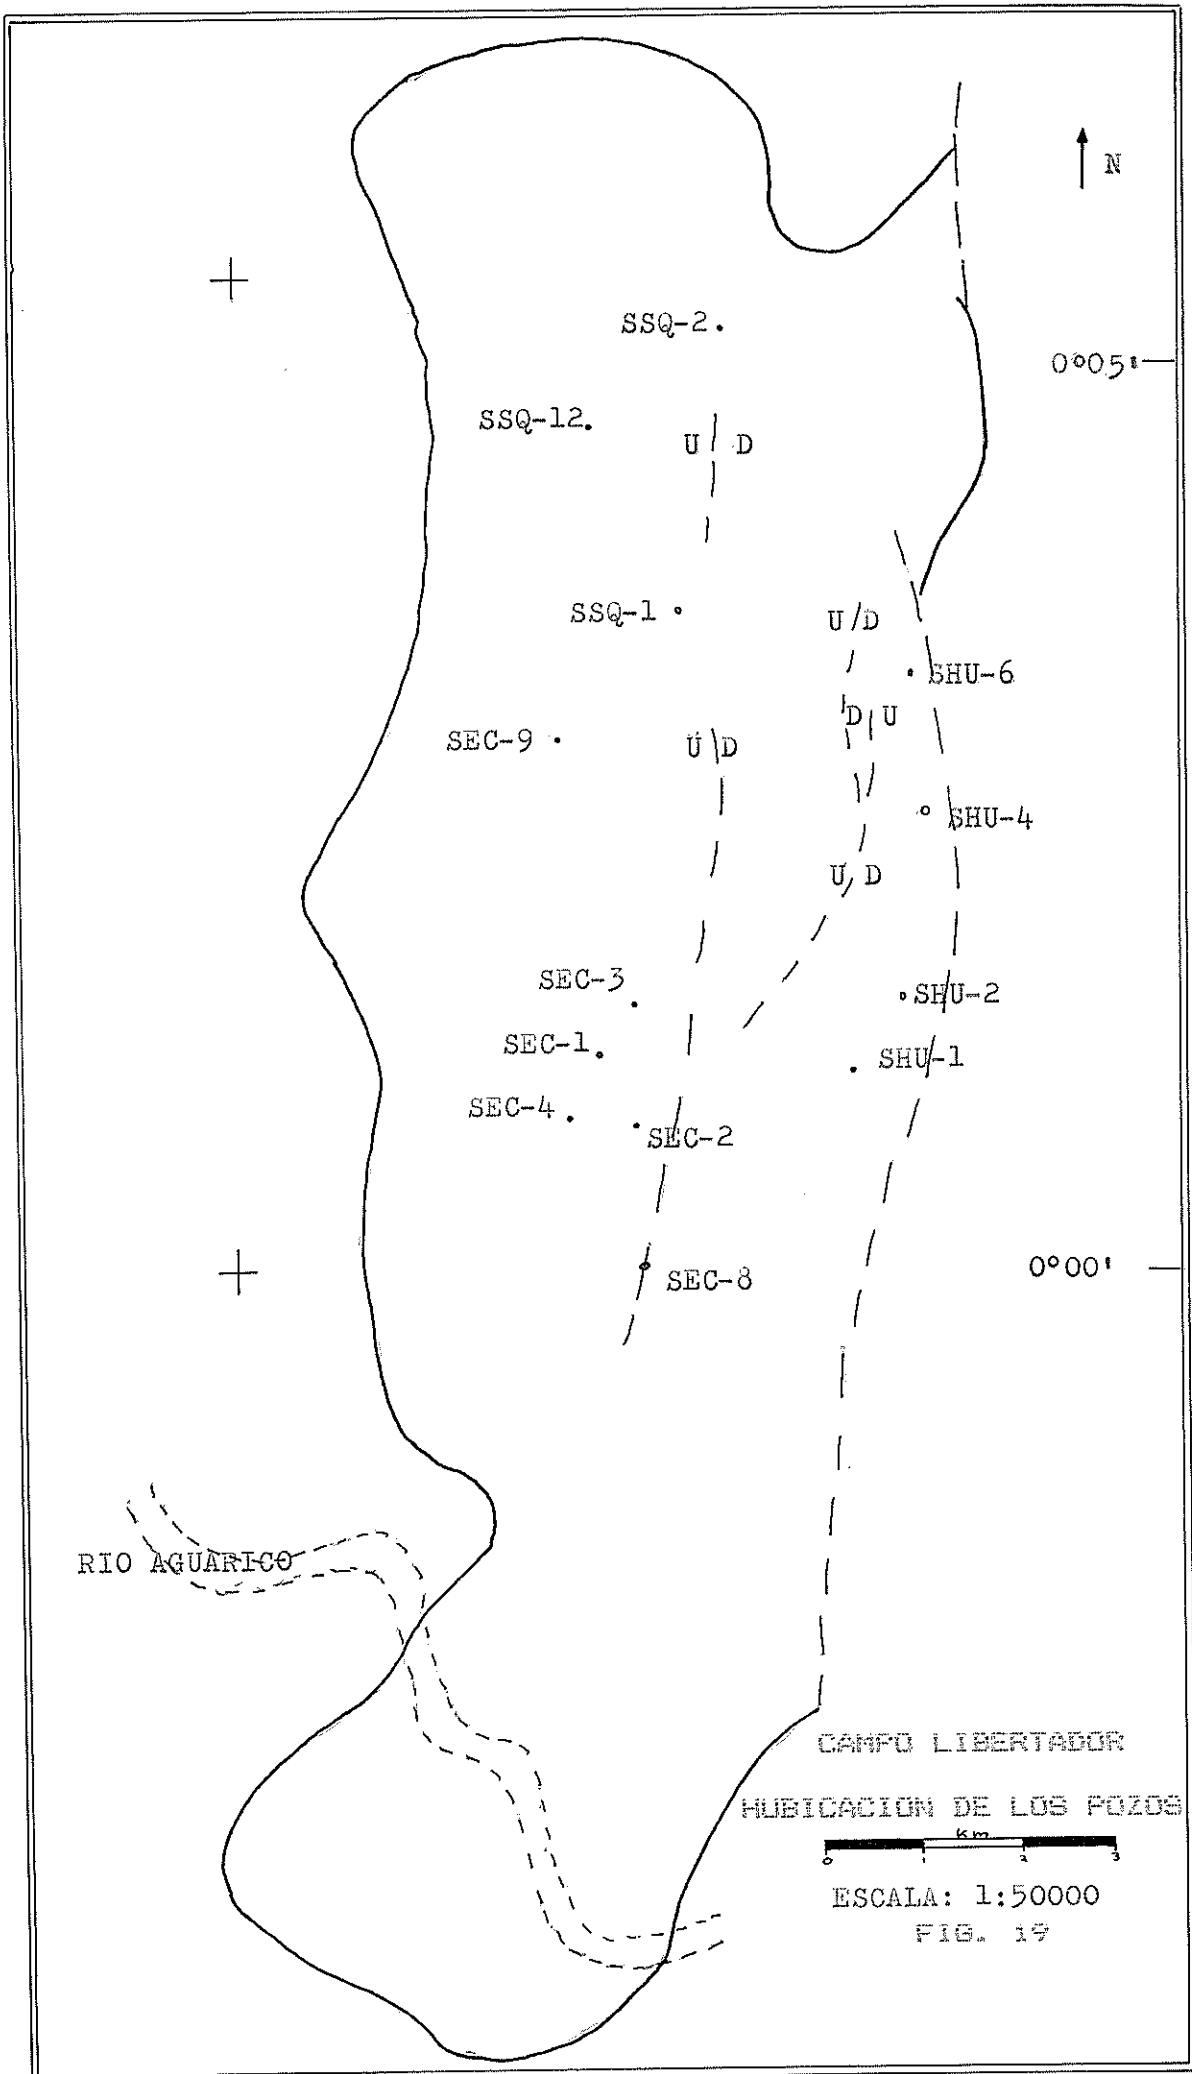 N
SSQ-2
0°05'
SSQ-12
U D
SSQ-1
U D
SHU-6
D U
SEC-9
U D
SHU-4
U D
SEC-3
SHU-2
SEC-1
SHU-1
SEC-4
SEC-2
0°00'
SEC-8
RIO AGUARICO
CAMPO LIBERTADOR
HUBICACION DE LOS POZOS
km
0 1 2 3
ESCALA: 1:50000
FIG. 19